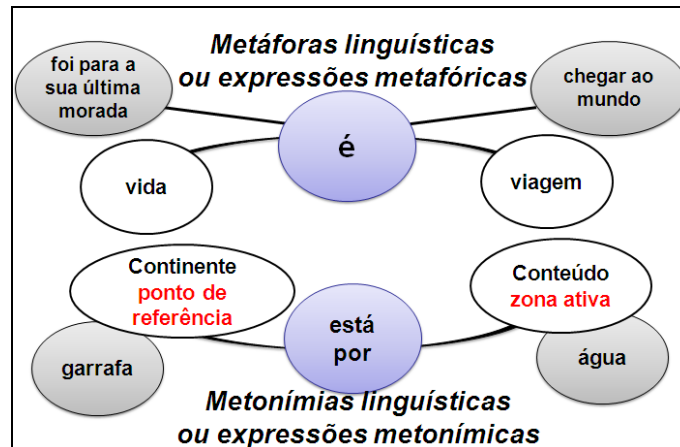 Metáforas linguísticas
ou expressões metafóricas
foi para a
sua última
morada
chegar ao
mundo
é
vida
viagem
Continente
ponto de
referência
Conteúdo
zona ativa
está
por
garrafa
água
Metonímias linguísticas
ou expressões metonímicas